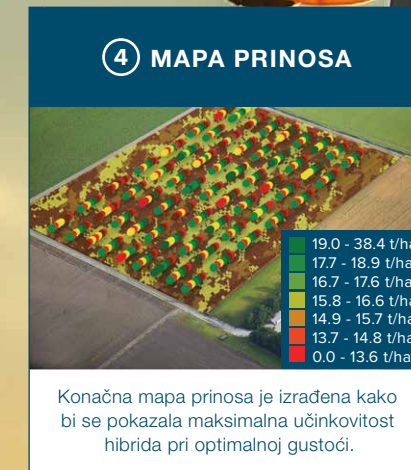 4 MAPA PRINOSA
19.0 - 38.4 t/ha
17.7 - 18.9 t/ha
16.7 - 17.6 t/ha
15.8 - 16.6 t/ha
14.9 - 15.7 t/ha
13.7 - 14.8 t/ha
0.0 - 13.6 t/ha
Konačna mapa prinosa je izrađena kako
bi se pokazala maksimalna učinkovitost
hibrida pri optimalnoj gustoći.